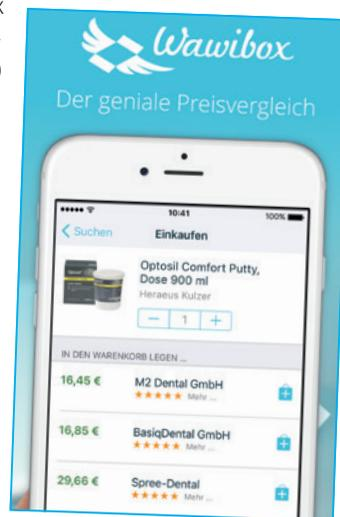 Wawibox
Der geniale Preisvergleich
10:41
100%
Suchen
Einkaufen
Optosil Comfort Putty,
Dose 900 ml
Heraeus Kulzer
1
IN DEN WARENKORB LEGEN ...
16,45 €
M2 Dental GmbH
Mehr ...
16,85 €
BasiqDental GmbH
Mehr ...
29,66 €
Spree-Dental
Mehr ...